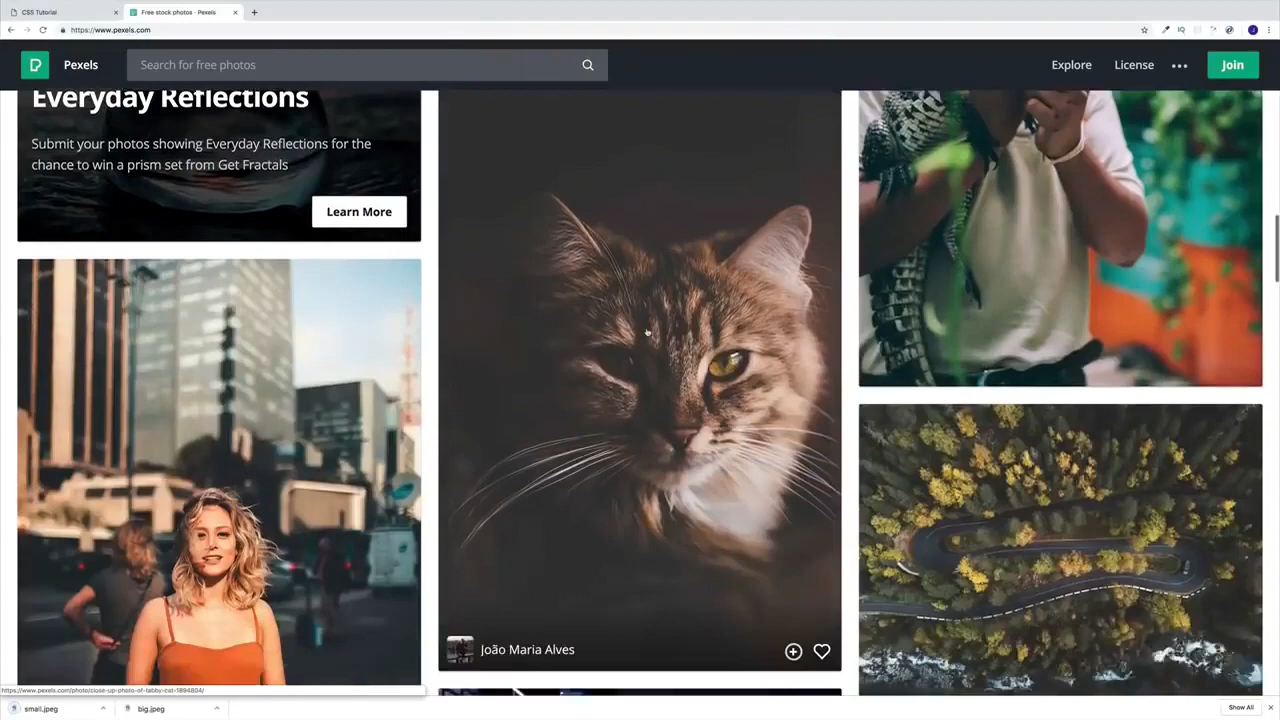 CSS Tutorial
Free stock photos · Pexels
https://www.pexels.com
Pexels
Search for free photos
Explore
License
Join
Everyday Reflections
Submit your photos showing Everyday Reflections for the
chance to win a prism set from Get Fractals
Learn More
João Maria Alves
https://www.pexels.com/photo/close-up-photo-of-tabby-cat-1894804/
small.jpeg
big.jpeg
Show All